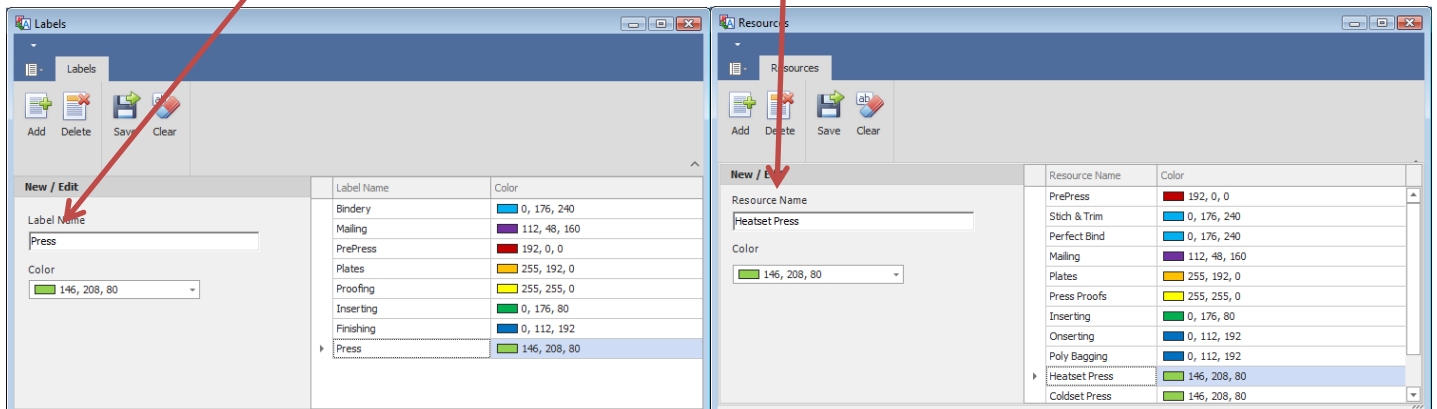 Labels
Labels
Add Delete Save Clear
New / Edit
Label Name
Press
Color
146, 208, 80
Label Name Color
Bindery 0, 176, 240
Mailing 112, 48, 160
PrePress 192, 0, 0
Plates 255, 192, 0
Proofing 255, 255, 0
Inserting 0, 176, 80
Finishing 0, 112, 192
Press 146, 208, 80
Resources
Resources
Add Delete Save Clear
New / Edit
Resource Name
Heatset Press
Color
146, 208, 80
Resource Name Color
PrePress 192, 0, 0
Stich & Trim 0, 176, 240
Perfect Bind 0, 176, 240
Mailing 112, 48, 160
Plates 255, 192, 0
Press Proofs 255, 255, 0
Inserting 0, 176, 80
Onserting 0, 112, 192
Poly Bagging 0, 112, 192
Heatset Press 146, 208, 80
Coldset Press 146, 208, 80